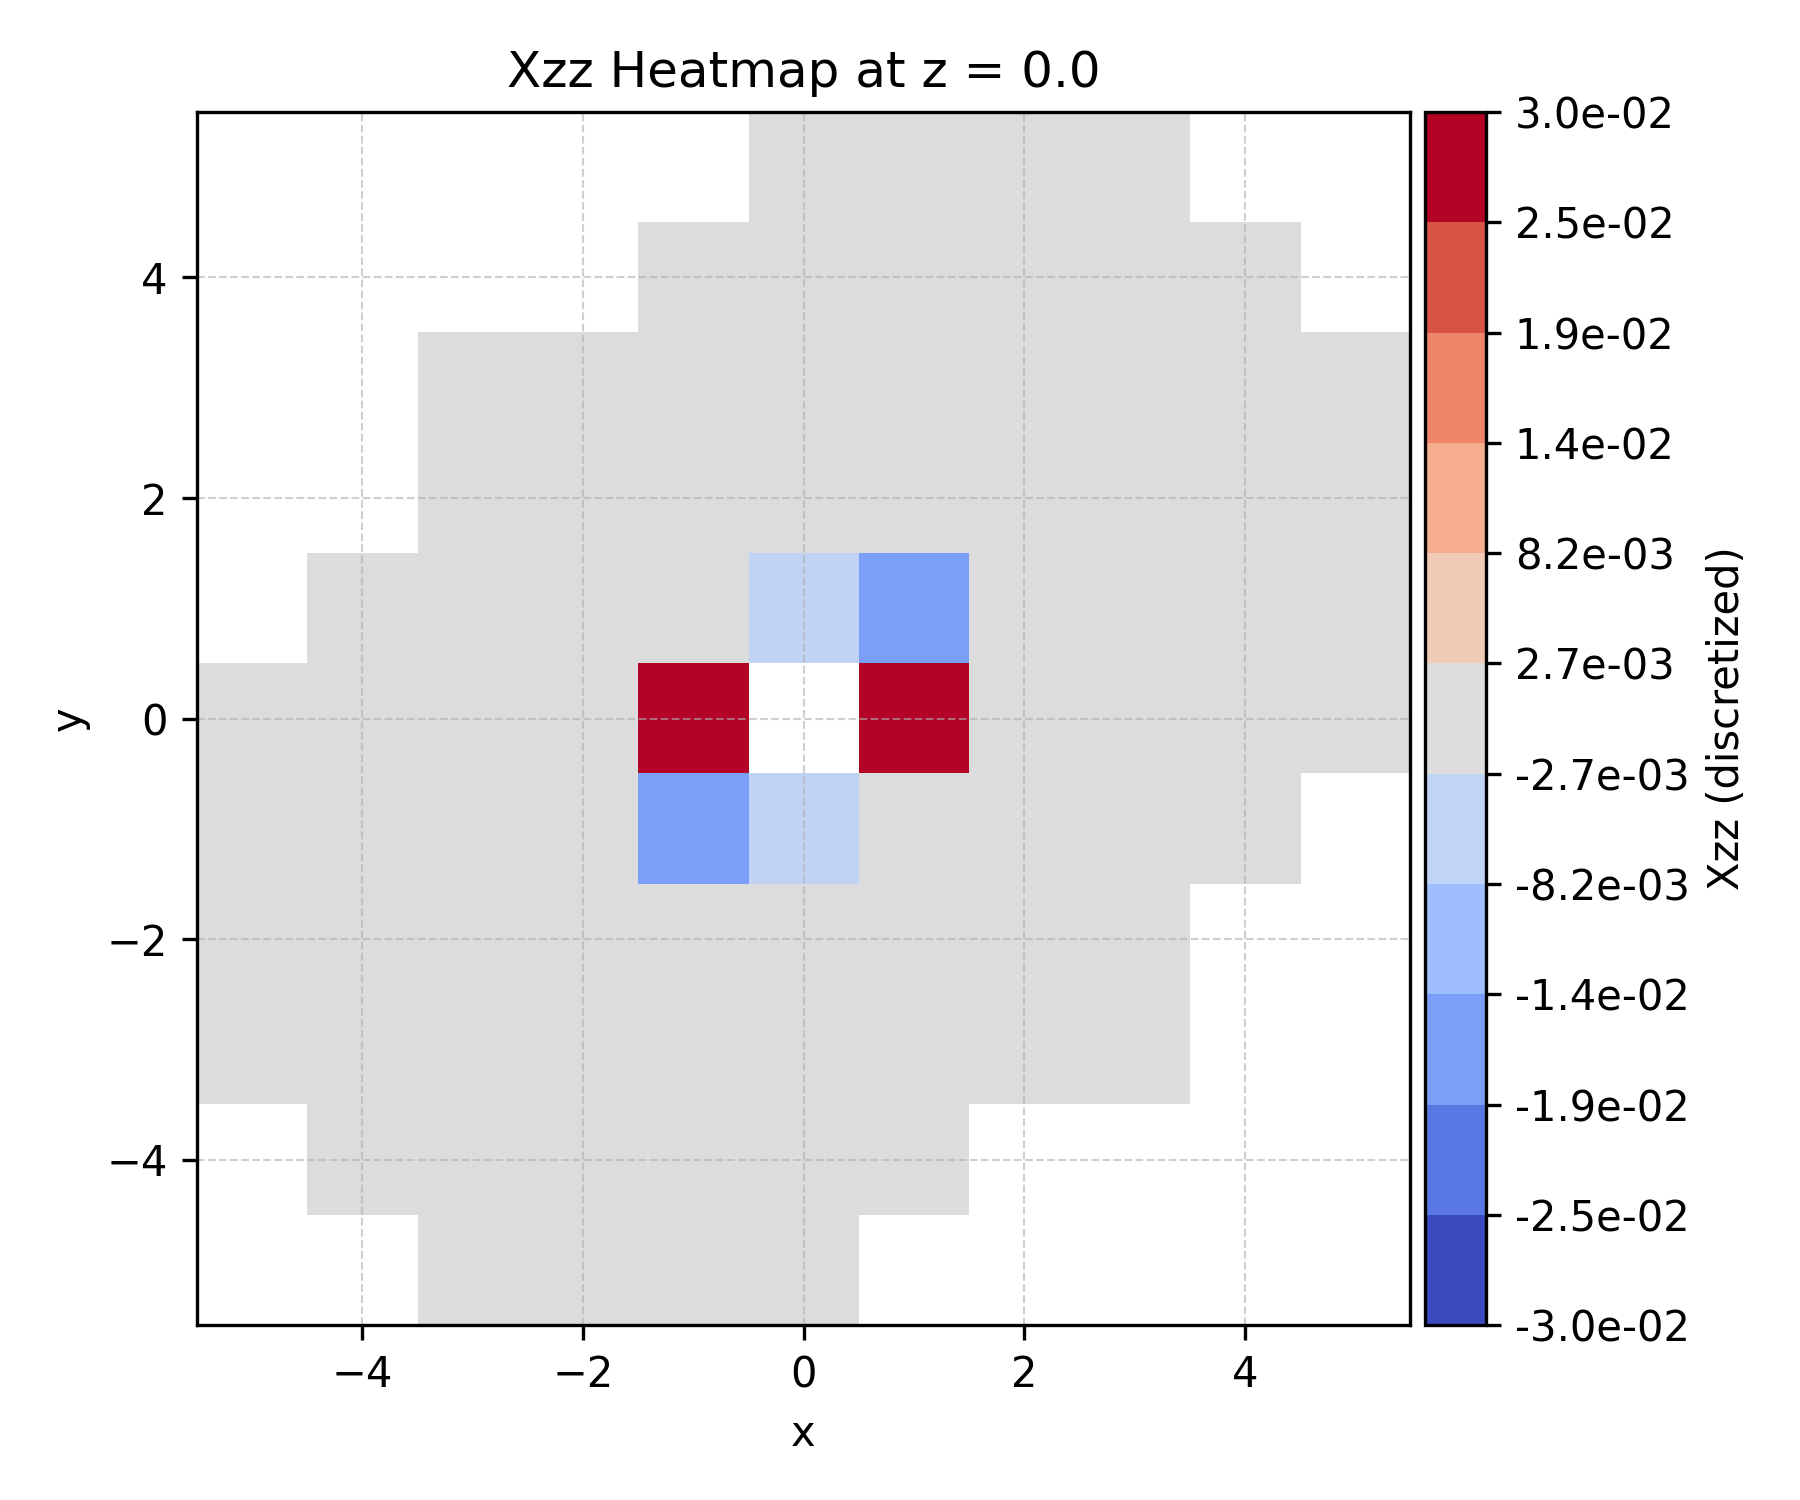 Xzz Heatmap at z = 0.0
3.0e-02
2.5e-02
1.9e-02
1.4e-02
8.2e-03
2.7e-03
-2.7e-03
-8.2e-03
-1.4e-02
-1.9e-02
-2.5e-02
-3.0e-02
Xzz (discretized)
4
2
0
−2
−4
y
−4
−2
0
2
4
x